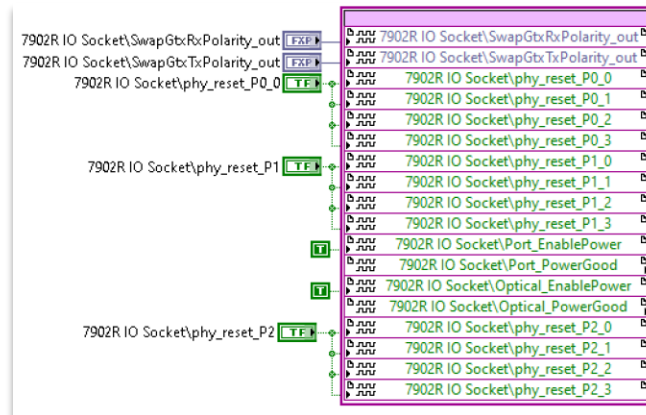 7902R IO Socket\SwapGtxRxPolarity_out FXP 7902R IO Socket\SwapGtxRxPolarity_out
7902R IO Socket\SwapGtxTxPolarity_out FXP 7902R IO Socket\SwapGtxTxPolarity_out
7902R IO Socket\phy_reset_P0_0 TF 7902R IO Socket\phy_reset_P0_0
7902R IO Socket\phy_reset_P0_1
7902R IO Socket\phy_reset_P0_2
7902R IO Socket\phy_reset_P0_3
7902R IO Socket\phy_reset_P1 TF 7902R IO Socket\phy_reset_P1_0
7902R IO Socket\phy_reset_P1_1
7902R IO Socket\phy_reset_P1_2
7902R IO Socket\phy_reset_P1_3
T 7902R IO Socket\Port_EnablePower
7902R IO Socket\Port_PowerGood
T 7902R IO Socket\Optical_EnablePower
7902R IO Socket\Optical_PowerGood
7902R IO Socket\phy_reset_P2 TF 7902R IO Socket\phy_reset_P2_0
7902R IO Socket\phy_reset_P2_1
7902R IO Socket\phy_reset_P2_2
7902R IO Socket\phy_reset_P2_3